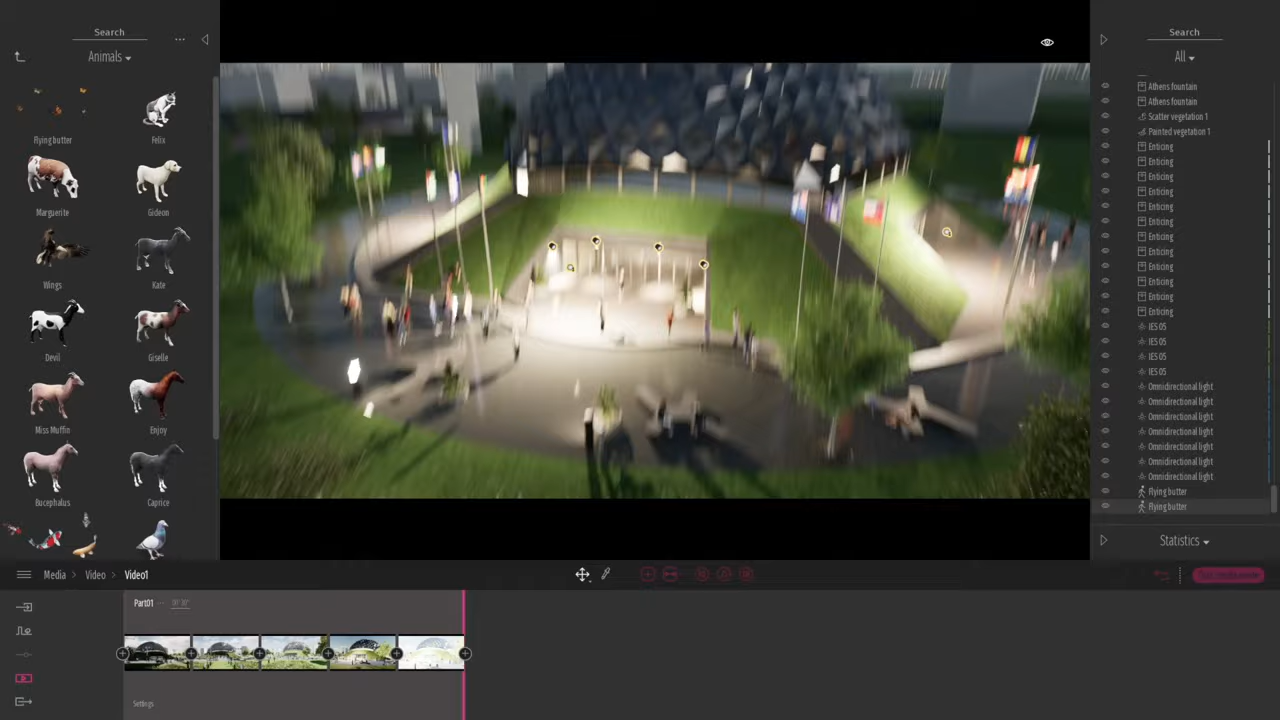 Search
Animals
Flying butter
Felix
Marguerite
Gideon
Wings
Kate
Devil
Giselle
Miss Muffin
Enjoy
Bucephalus
Caprice
Search
All
Athens fountain
Athens fountain
Scatter vegetation 1
Painted vegetation 1
Enticing
Enticing
Enticing
Enticing
Enticing
Enticing
Enticing
Enticing
Enticing
Enticing
Enticing
Enticing
IES 05
IES 05
IES 05
IES 05
Omnidirectional light
Omnidirectional light
Omnidirectional light
Omnidirectional light
Omnidirectional light
Omnidirectional light
Omnidirectional light
Flying butter
Flying butter
Statistics
Media > Video > Video1
Part01
Settings